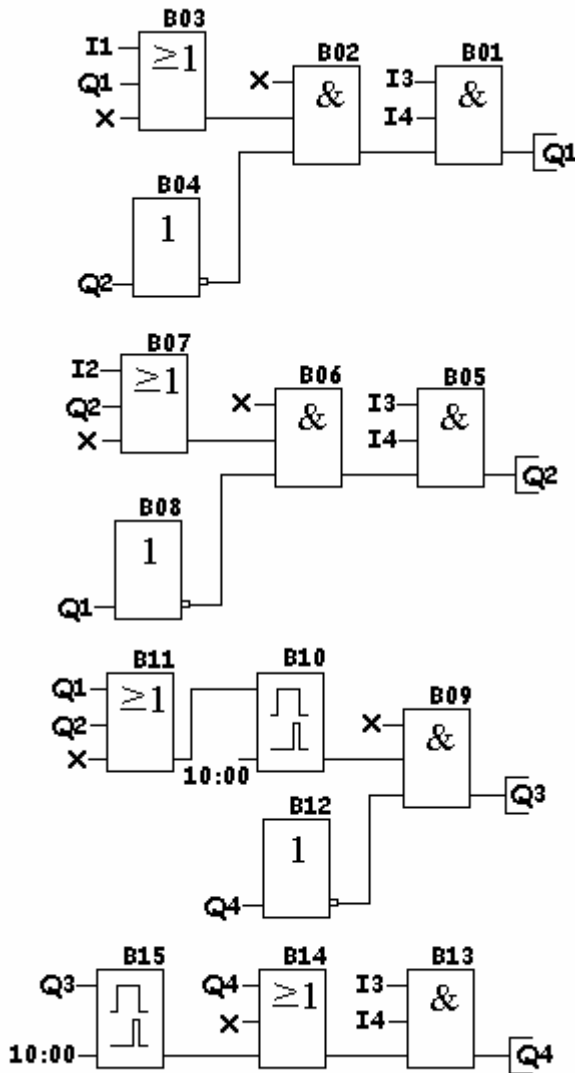 B03
I1
≥1
Q1
X
B02
X
&
B01
I3
I4
&
Q1
B04
1
Q2
B07
I2
≥1
Q2
X
B06
X
&
B05
I3
I4
&
Q2
B08
1
Q1
B11
Q1
≥1
Q2
X
B10
10:00
B09
X
&
Q3
B12
1
Q4
B15
Q3
10:00
B14
Q4
≥1
X
B13
I3
I4
&
Q4